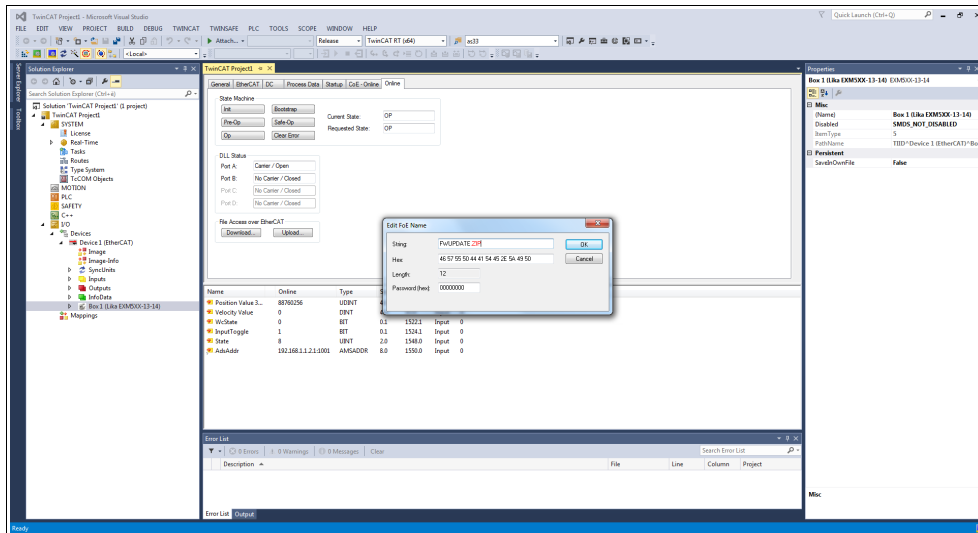 TwinCAT Project1 - Microsoft Visual Studio
Quick Launch (Ctrl+Q)
FILE EDIT VIEW PROJECT BUILD DEBUG TWINCAT TWINSAFE PLC TOOLS SCOPE WINDOW HELP
Attach... Release TwinCAT RT (x64) as33
<Local>
Server Explorer
Toolbox
Solution Explorer
Search Solution Explorer (Ctrl+è)
Solution 'TwinCAT Project1' (1 project)
TwinCAT Project1
SYSTEM
License
Real-Time
Tasks
Routes
Type System
TcCOM Objects
MOTION
PLC
SAFETY
C++
I/O
Devices
Device 1 (EtherCAT)
Image
Image-Info
SyncUnits
Inputs
Outputs
InfoData
Box 1 (Lika EXM5XX-13-14)
Mappings
TwinCAT Project1
General EtherCAT DC Process Data Startup CoE - Online Online
State Machine
Init Bootstrap
Pre-Op Safe-Op
Op Clear Error
Current State: OP
Requested State: OP
DLL Status
Port A: Carrier / Open
Port B: No Carrier / Closed
Port C: No Carrier / Closed
Port D: No Carrier / Closed
File Access over EtherCAT
Download... Upload...
Edit FoE Name
String: FWUPDATE.ZIP
Hex: 46 57 55 50 44 41 54 45 2E 5A 49 50
Length: 12
Password (hex): 00000000
OK
Cancel
Name Online Type
Position Value 3... 88760256 UDINT
Velocity Value 0 DINT
WcState 0 BIT 0.1 1522.1 Input 0
InputToggle 1 BIT 0.1 1524.1 Input 0
State 8 UINT 2.0 1548.0 Input 0
AdsAddr 192.168.1.1.2.1:1001 AMSADDR 8.0 1550.0 Input 0
Error List
0 Errors 0 Warnings 0 Messages Clear
Search Error List
Description File Line Column Project
Error List Output
Properties
Box 1 (Lika EXM5XX-13-14) EXM5XX-13-14
Misc
(Name) Box 1 (Lika EXM5XX-13-14)
Disabled SMDS_NOT_DISABLED
ItemType 5
PathName TIID^Device 1 (EtherCAT)^Bo
Persistent
SaveInOwnFile False
Misc
Ready